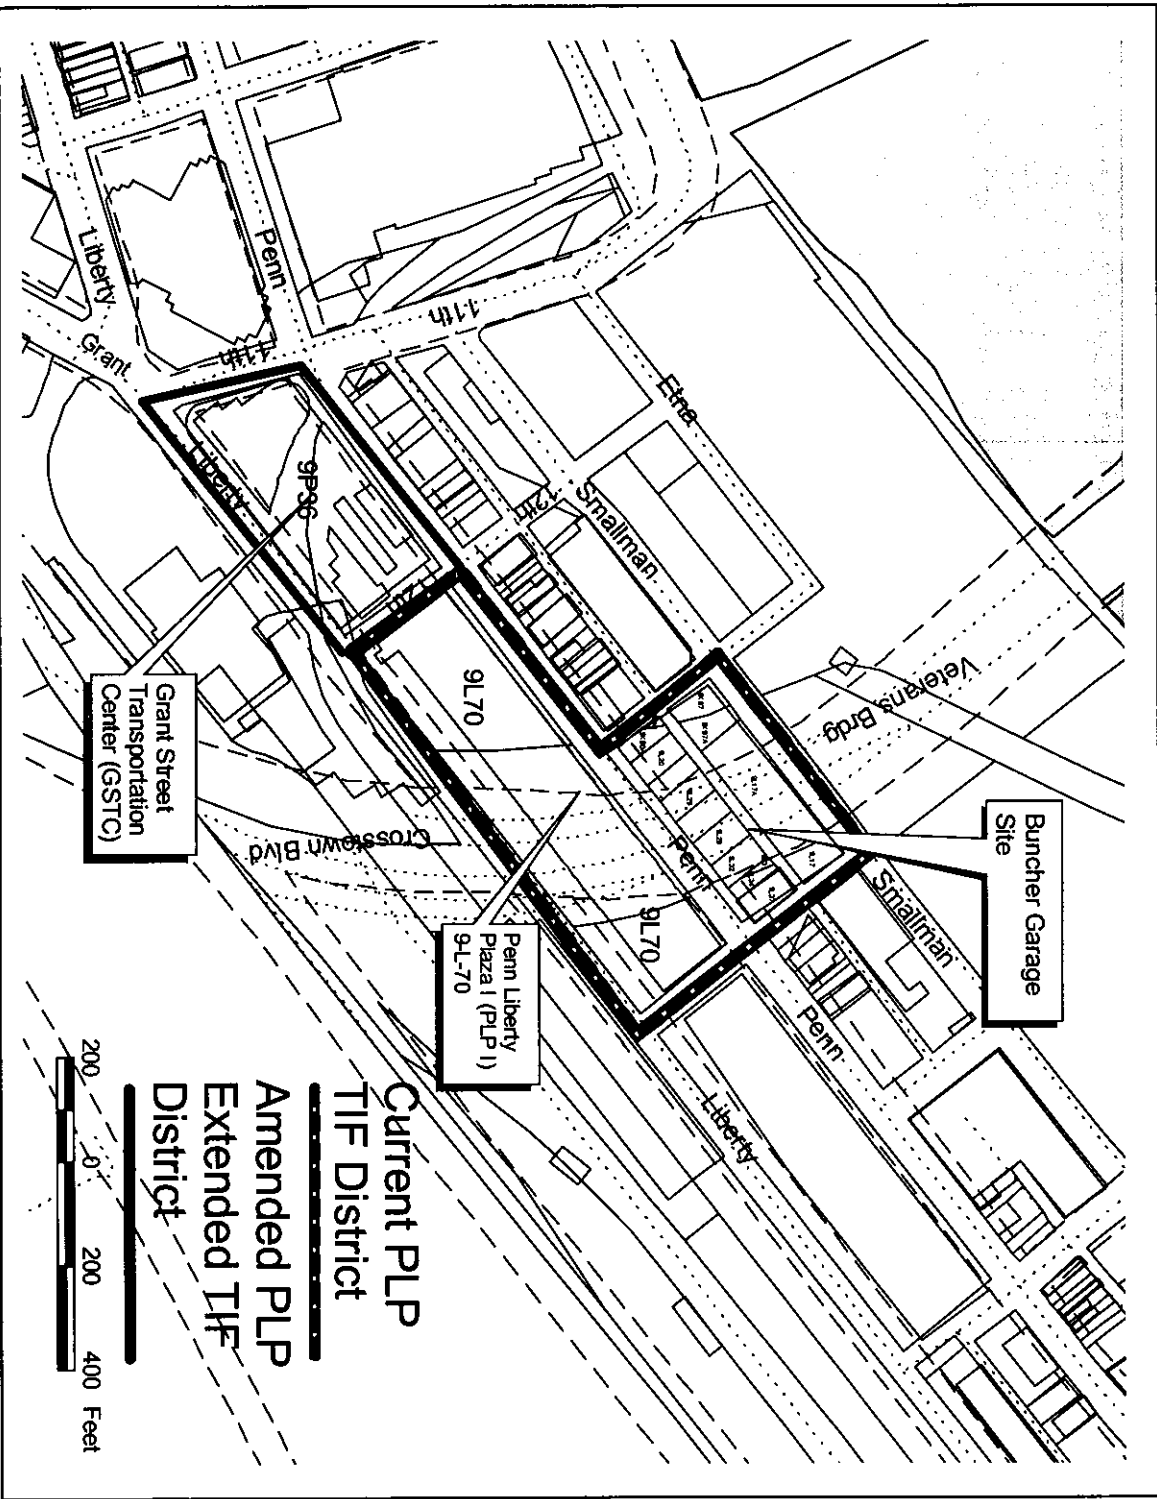 Buncher Garage
Site
Veterans Brdg
Etna
Smallman
Smallman
12th
11th
11th
Penn
Penn
Penn
Liberty
Liberty
Liberty
Grant
9P36
9L70
9L70
Crosstown Blvd
Penn Liberty
Plaza I (PLP I)
9-L-70
Grant Street
Transportation
Center (GSTC)
Current PLP
TIF District
Amended PLP
Extended TIF
District
200 0 200 400 Feet